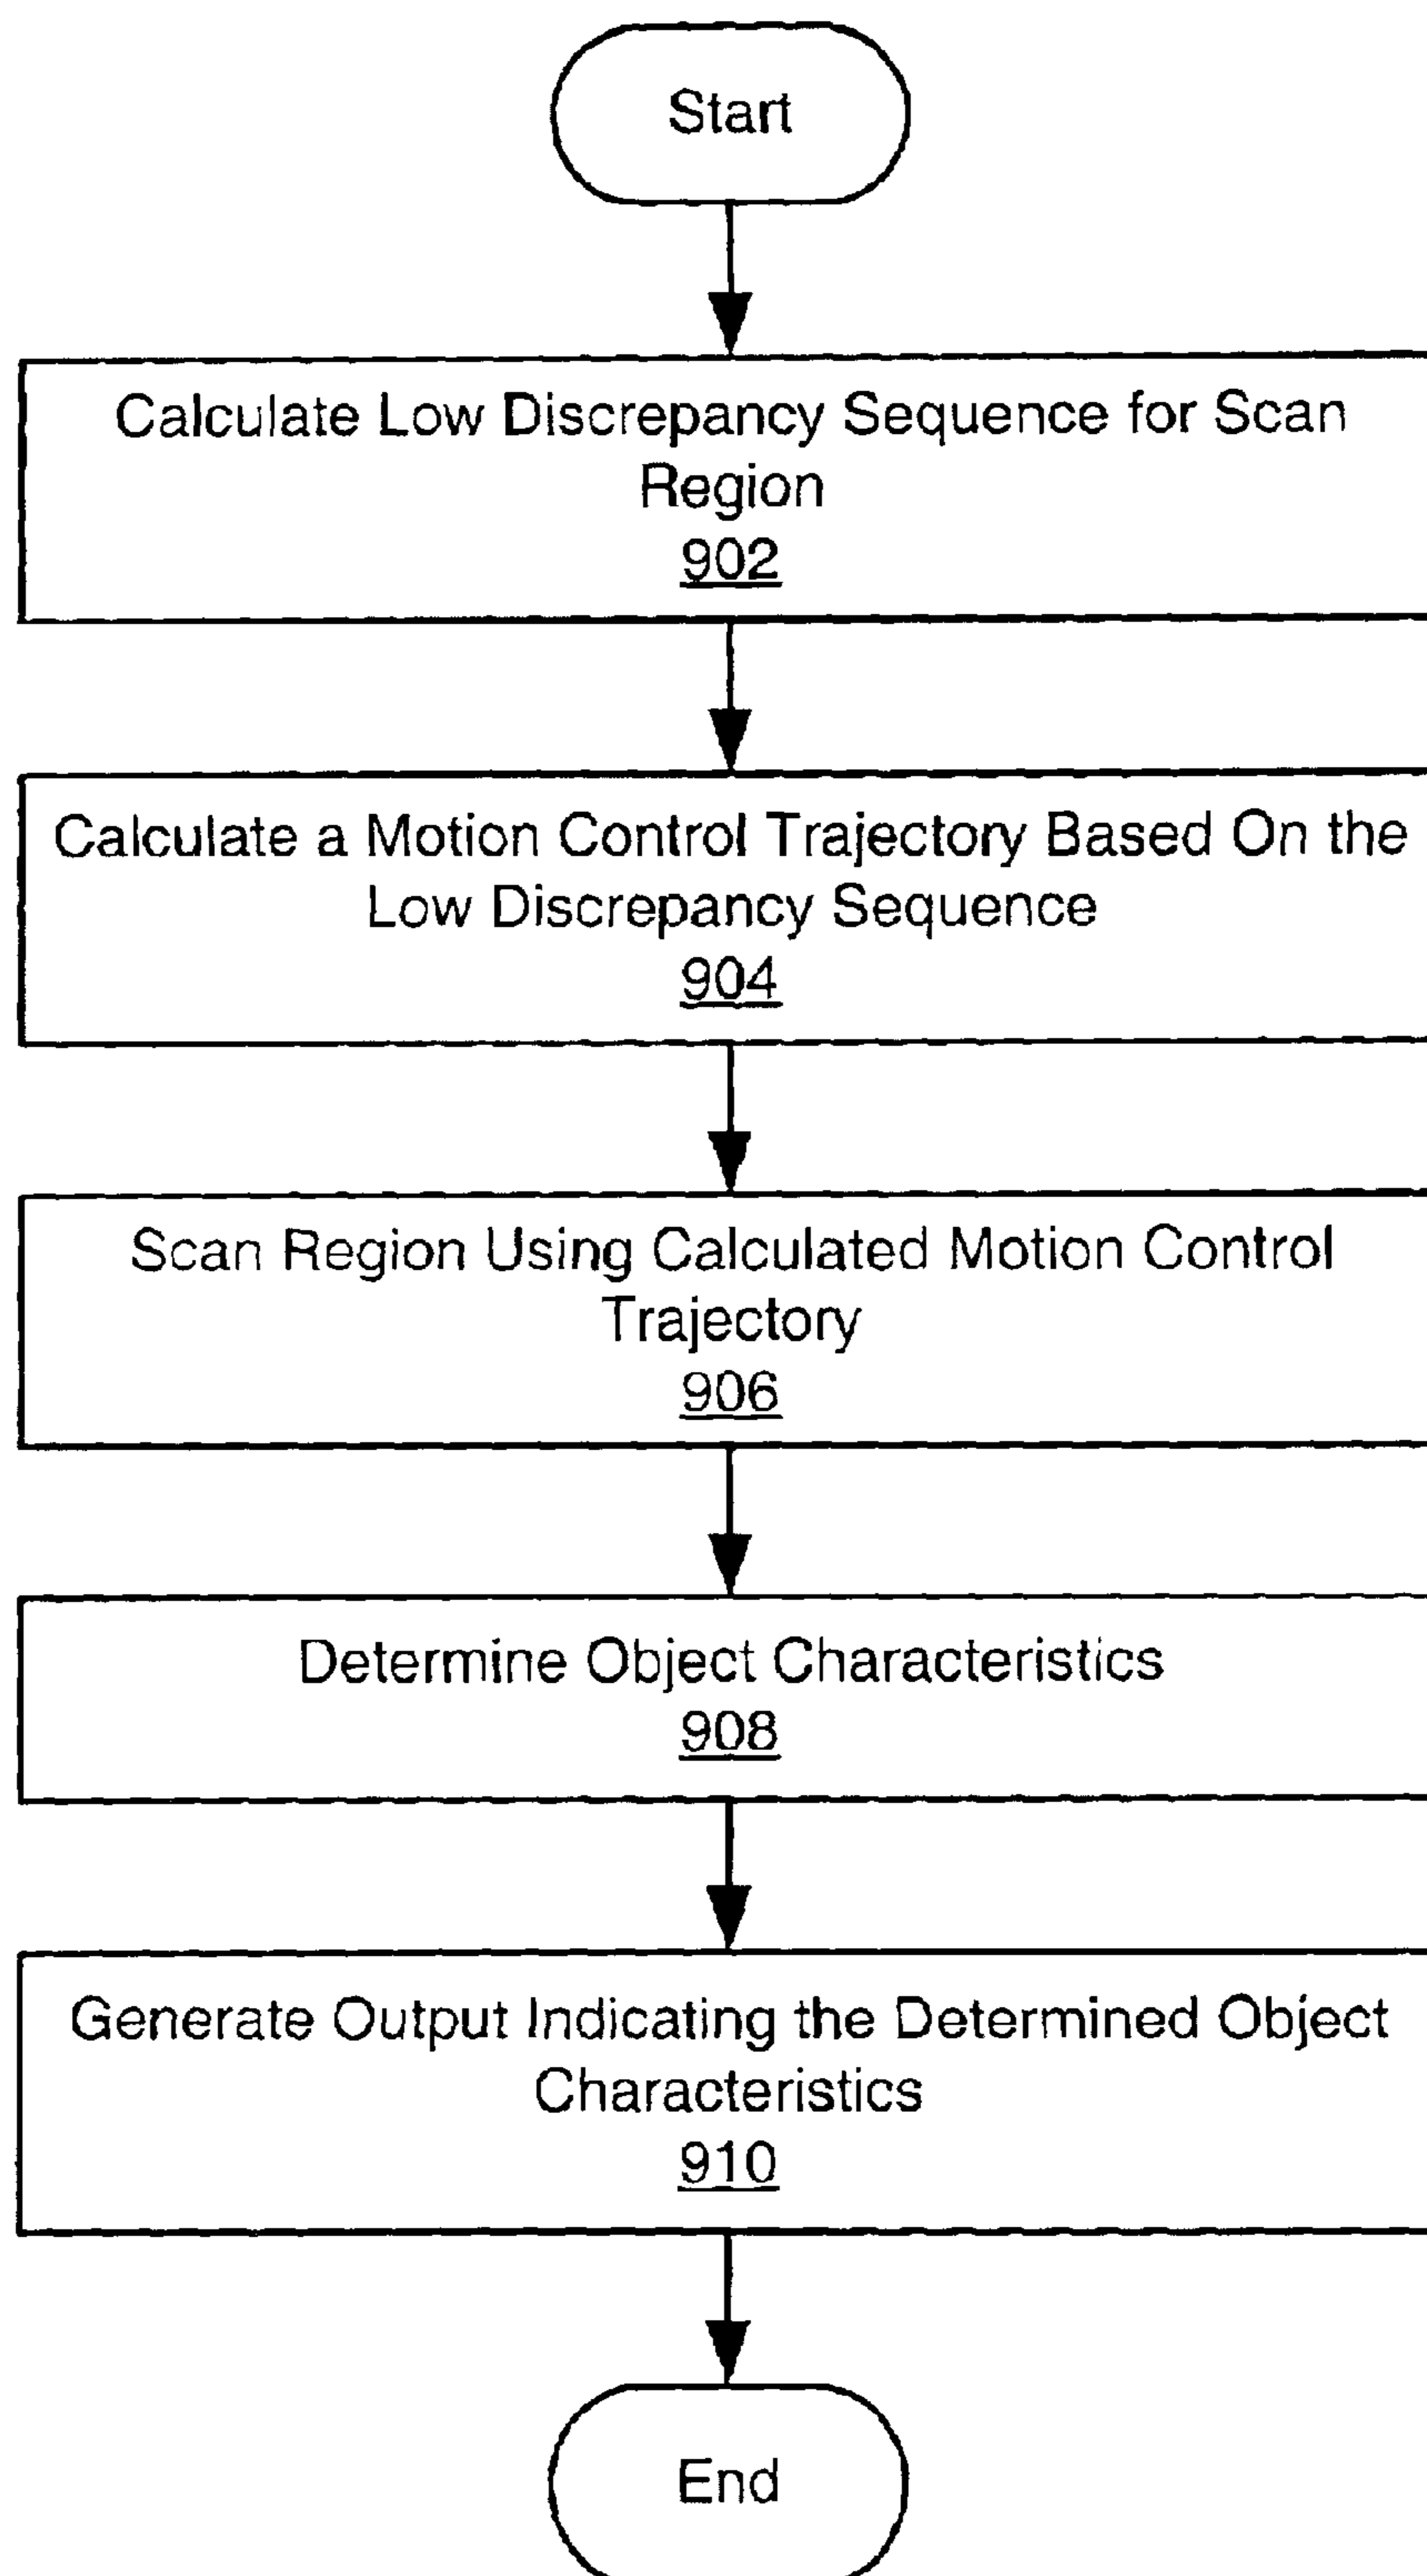 Start
Calculate Low Discrepancy Sequence for Scan
Region
902
Calculate a Motion Control Trajectory Based On the
Low Discrepancy Sequence
904
Scan Region Using Calculated Motion Control
Trajectory
906
Determine Object Characteristics
908
Generate Output Indicating the Determined Object
Characteristics
910
End